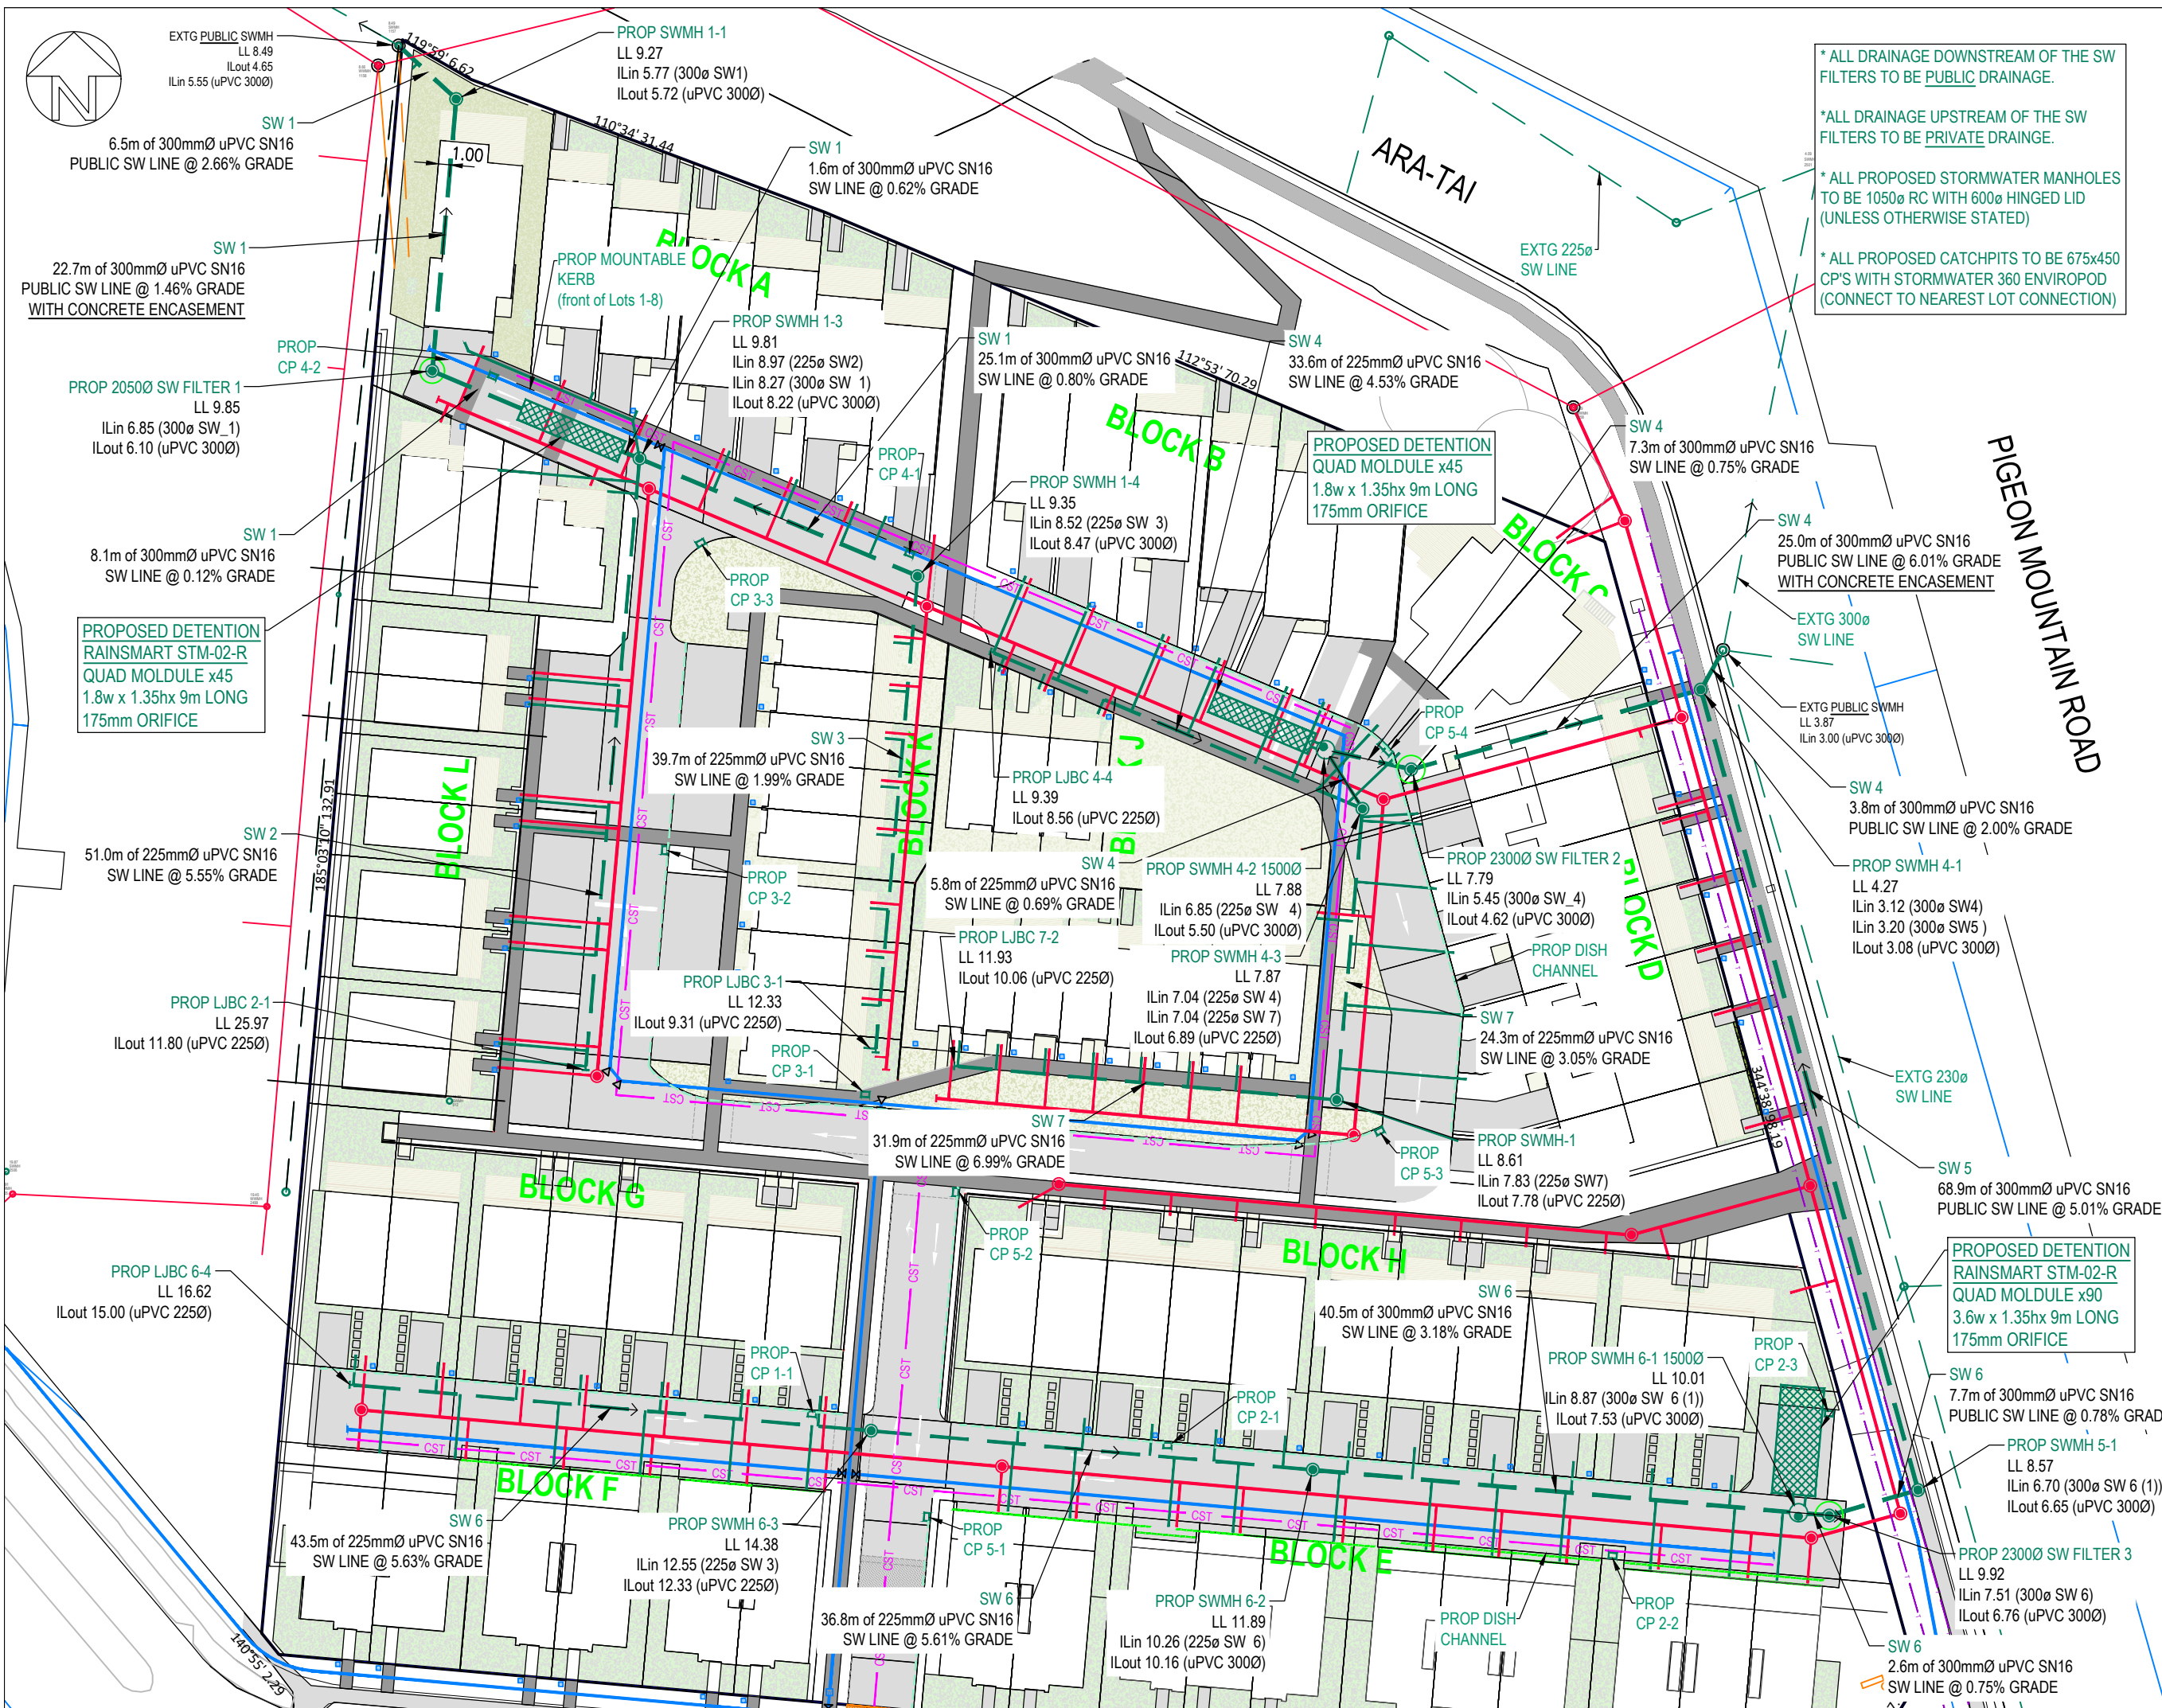 EXTG PUBLIC SWMH
LL 8.49
ILout 4.65
ILin 5.55 (uPVC 300Ø)
N
119°59' 6.62
PROP SWMH 1-1
LL 9.27
ILin 5.77 (300ø SW1)
ILout 5.72 (uPVC 300Ø)
SW 1
6.5m of 300mmØ uPVC SN16
PUBLIC SW LINE @ 2.66% GRADE
110°34' 31.44
1.00
SW 1
1.6m of 300mmØ uPVC SN16
SW LINE @ 0.62% GRADE
ARA-TAI
* ALL DRAINAGE DOWNSTREAM OF THE SW
FILTERS TO BE PUBLIC DRAINAGE.
*ALL DRAINAGE UPSTREAM OF THE SW
FILTERS TO BE PRIVATE DRAINGE.
* ALL PROPOSED STORMWATER MANHOLES
TO BE 1050ø RC WITH 600ø HINGED LID
(UNLESS OTHERWISE STATED)
* ALL PROPOSED CATCHPITS TO BE 675x450
CP'S WITH STORMWATER 360 ENVIROPOD
(CONNECT TO NEAREST LOT CONNECTION)
SW 1
22.7m of 300mmØ uPVC SN16
PUBLIC SW LINE @ 1.46% GRADE
WITH CONCRETE ENCASEMENT
PROP MOUNTABLE
KERB
(front of Lots 1-8)
BLOCK A
EXTG 225ø
SW LINE
PROP
CP 4-2
PROP 2050Ø SW FILTER 1
LL 9.85
ILin 6.85 (300ø SW_1)
ILout 6.10 (uPVC 300Ø)
PROP SWMH 1-3
LL 9.81
ILin 8.97 (225ø SW2)
ILin 8.27 (300ø SW 1)
ILout 8.22 (uPVC 300Ø)
SW 1
25.1m of 300mmØ uPVC SN16
SW LINE @ 0.80% GRADE
112°53' 70.29
SW 4
33.6m of 225mmØ uPVC SN16
SW LINE @ 4.53% GRADE
BLOCK B
PROP
CP 4-1
PROPOSED DETENTION
QUAD MOLDULE x45
1.8w x 1.35hx 9m LONG
175mm ORIFICE
SW 4
7.3m of 300mmØ uPVC SN16
SW LINE @ 0.75% GRADE
PIGEON MOUNTAIN ROAD
PROP SWMH 1-4
LL 9.35
ILin 8.52 (225ø SW 3)
ILout 8.47 (uPVC 300Ø)
BLOCK C
SW 4
25.0m of 300mmØ uPVC SN16
PUBLIC SW LINE @ 6.01% GRADE
WITH CONCRETE ENCASEMENT
SW 1
8.1m of 300mmØ uPVC SN16
SW LINE @ 0.12% GRADE
PROP
CP 3-3
EXTG 300ø
SW LINE
PROPOSED DETENTION
RAINSMART STM-02-R
QUAD MOLDULE x45
1.8w x 1.35hx 9m LONG
175mm ORIFICE
EXTG PUBLIC SWMH
LL 3.87
ILin 3.00 (uPVC 300Ø)
PROP
CP 5-4
SW 3
39.7m of 225mmØ uPVC SN16
SW LINE @ 1.99% GRADE
BLOCK K
PROP LJBC 4-4
LL 9.39
ILout 8.56 (uPVC 225Ø)
SW 4
3.8m of 300mmØ uPVC SN16
PUBLIC SW LINE @ 2.00% GRADE
BLOCK L
185°03'10" 132.91
SW 2
51.0m of 225mmØ uPVC SN16
SW LINE @ 5.55% GRADE
PROP
CP 3-2
SW 4
5.8m of 225mmØ uPVC SN16
SW LINE @ 0.69% GRADE
PROP SWMH 4-2 1500Ø
LL 7.88
ILin 6.85 (225ø SW 4)
ILout 5.50 (uPVC 300Ø)
PROP 2300Ø SW FILTER 2
LL 7.79
ILin 5.45 (300ø SW_4)
ILout 4.62 (uPVC 300Ø)
BLOCK D
PROP SWMH 4-1
LL 4.27
ILin 3.12 (300ø SW4)
ILin 3.20 (300ø SW5 )
ILout 3.08 (uPVC 300Ø)
PROP LJBC 7-2
LL 11.93
ILout 10.06 (uPVC 225Ø)
PROP SWMH 4-3
LL 7.87
ILin 7.04 (225ø SW 4)
ILin 7.04 (225ø SW 7)
ILout 6.89 (uPVC 225Ø)
PROP DISH
CHANNEL
PROP LJBC 2-1
LL 25.97
ILout 11.80 (uPVC 225Ø)
PROP LJBC 3-1
LL 12.33
ILout 9.31 (uPVC 225Ø)
PROP
CP 3-1
SW 7
24.3m of 225mmØ uPVC SN16
SW LINE @ 3.05% GRADE
344°38' 98.19
EXTG 230ø
SW LINE
SW 7
31.9m of 225mmØ uPVC SN16
SW LINE @ 6.99% GRADE
PROP
CP 5-3
PROP SWMH-1
LL 8.61
ILin 7.83 (225ø SW7)
ILout 7.78 (uPVC 225Ø)
SW 5
68.9m of 300mmØ uPVC SN16
PUBLIC SW LINE @ 5.01% GRADE
BLOCK G
PROP
CP 5-2
BLOCK H
PROPOSED DETENTION
RAINSMART STM-02-R
QUAD MOLDULE x90
3.6w x 1.35hx 9m LONG
175mm ORIFICE
PROP LJBC 6-4
LL 16.62
ILout 15.00 (uPVC 225Ø)
SW 6
40.5m of 300mmØ uPVC SN16
SW LINE @ 3.18% GRADE
PROP
CP 1-1
PROP SWMH 6-1 1500Ø
LL 10.01
ILin 8.87 (300ø SW 6 (1))
ILout 7.53 (uPVC 300Ø)
PROP
CP 2-3
SW 6
7.7m of 300mmØ uPVC SN16
PUBLIC SW LINE @ 0.78% GRAD
PROP
CP 2-1
PROP SWMH 5-1
LL 8.57
ILin 6.70 (300ø SW 6 (1))
ILout 6.65 (uPVC 300Ø)
BLOCK F
SW 6
43.5m of 225mmØ uPVC SN16
SW LINE @ 5.63% GRADE
PROP SWMH 6-3
LL 14.38
ILin 12.55 (225ø SW 3)
ILout 12.33 (uPVC 225Ø)
PROP
CP 5-1
BLOCK E
PROP 2300Ø SW FILTER 3
LL 9.92
ILin 7.51 (300ø SW 6)
ILout 6.76 (uPVC 300Ø)
SW 6
36.8m of 225mmØ uPVC SN16
SW LINE @ 5.61% GRADE
PROP SWMH 6-2
LL 11.89
ILin 10.26 (225ø SW 6)
ILout 10.16 (uPVC 300Ø)
PROP DISH
CHANNEL
PROP
CP 2-2
140°55' 2.29
SW 6
2.6m of 300mmØ uPVC SN16
SW LINE @ 0.75% GRADE